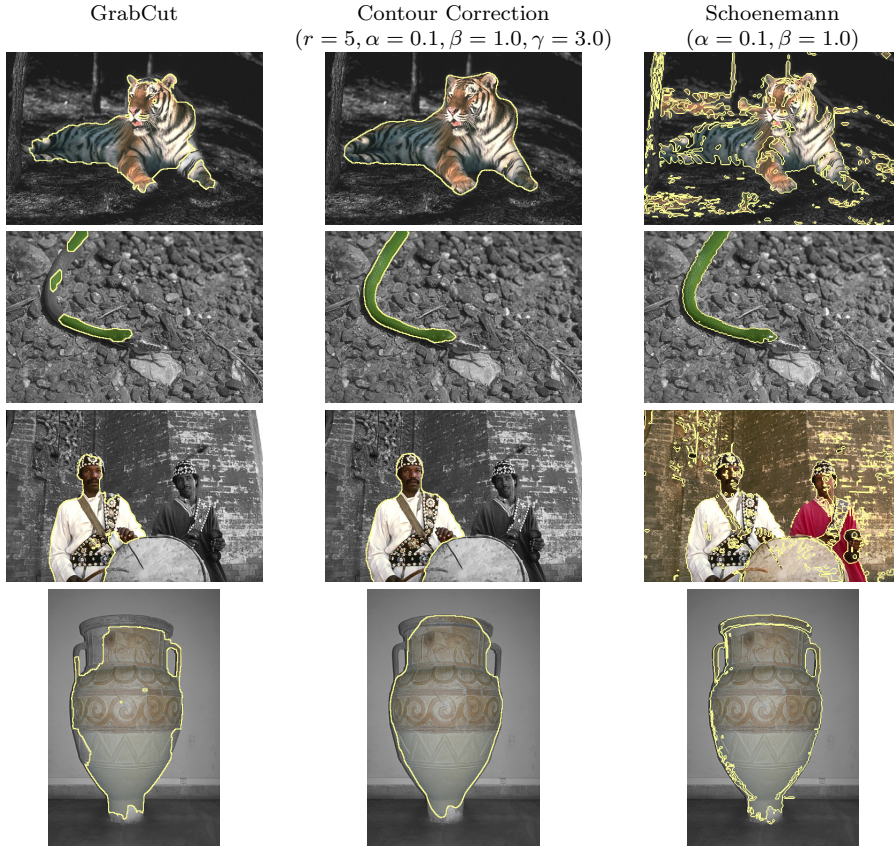 GrabCut
Contour Correction
(r = 5, α = 0.1, β = 1.0, γ = 3.0)
Schoenemann
(α = 0.1, β = 1.0)